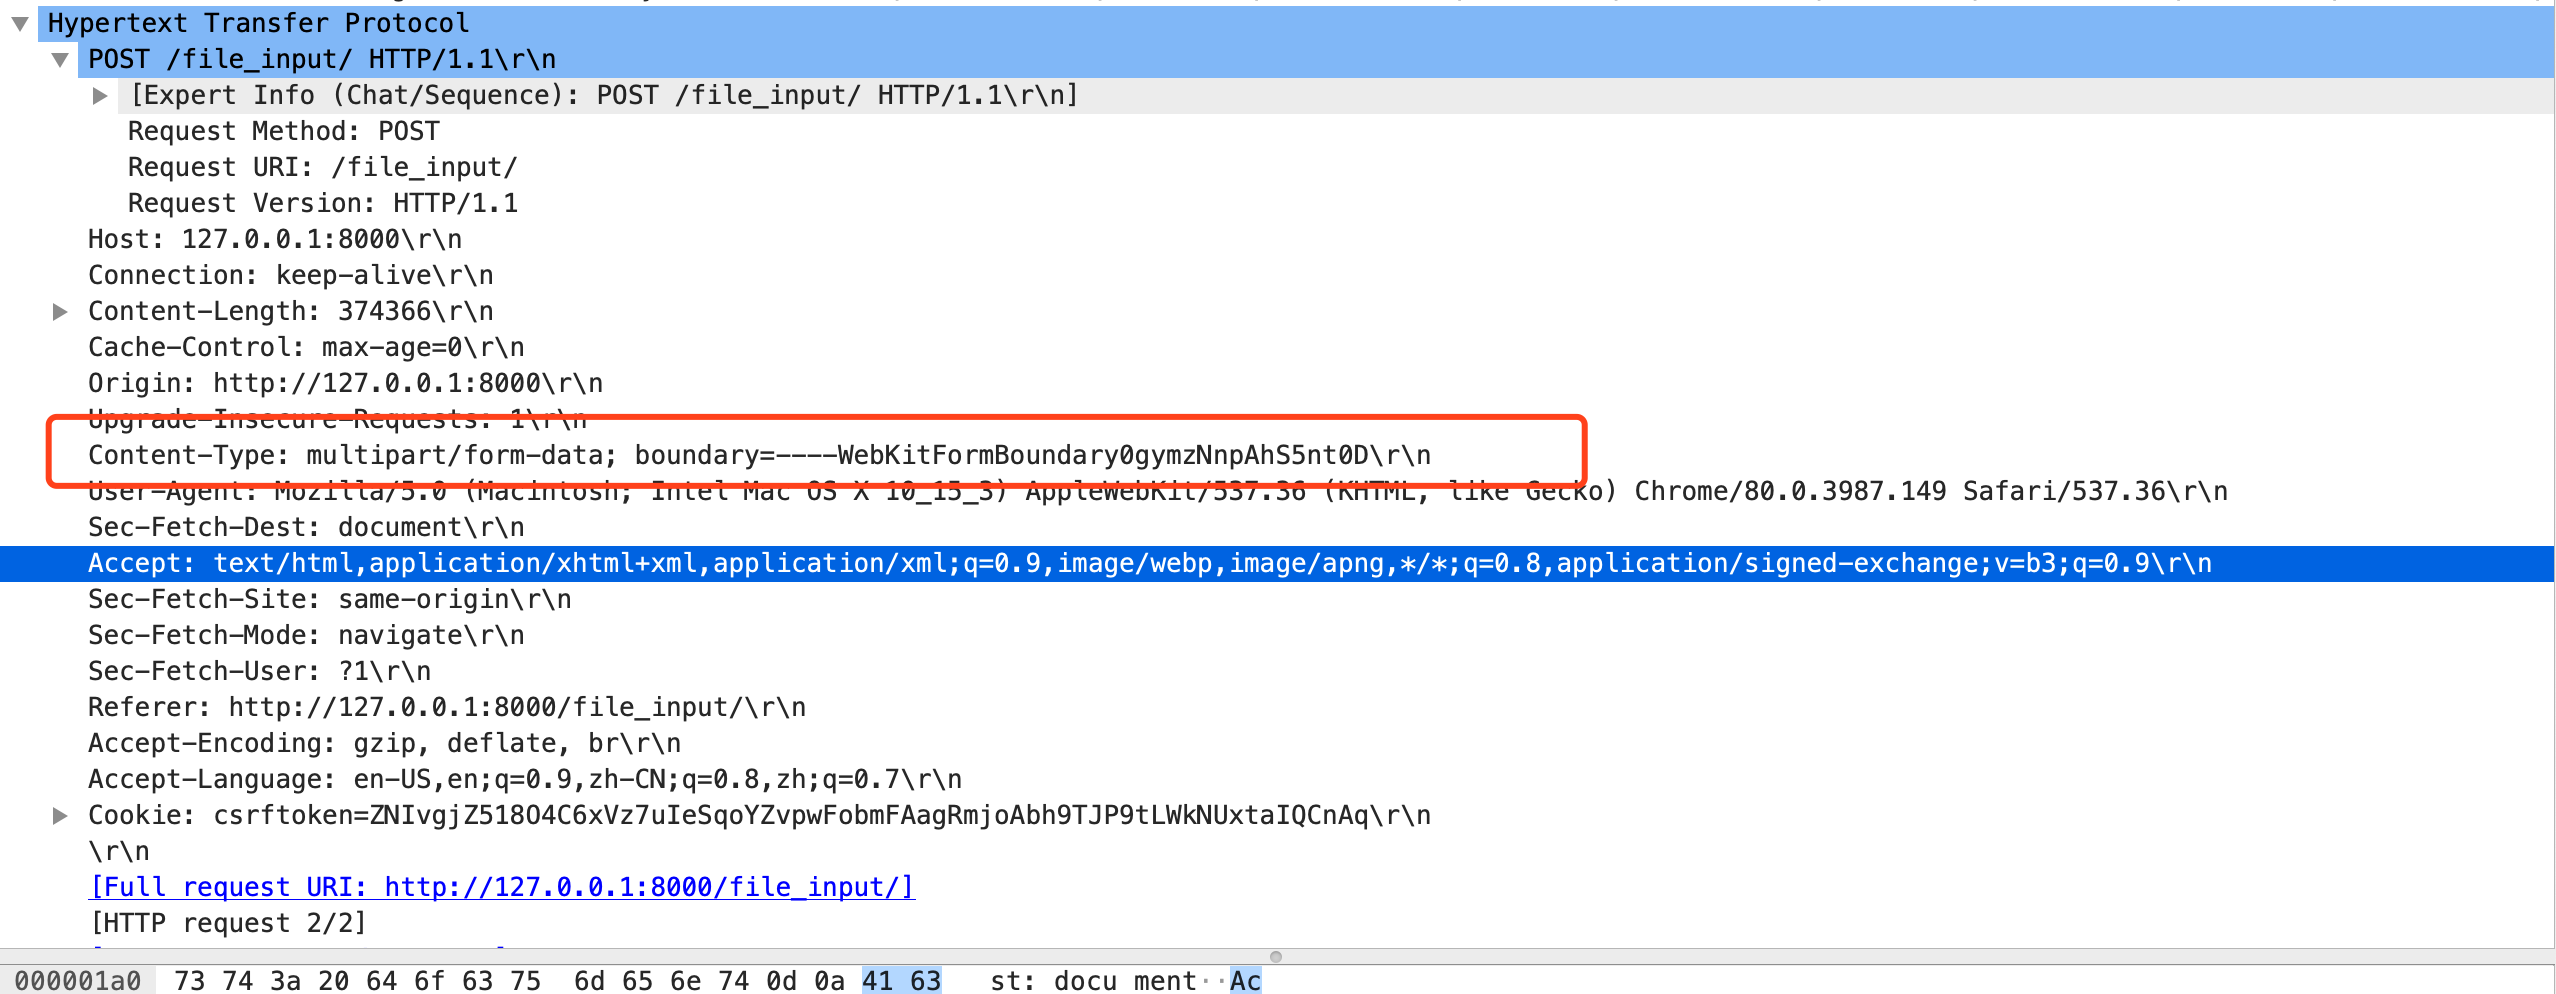 Hypertext Transfer Protocol
POST /file_input/ HTTP/1.1\r\n
[Expert Info (Chat/Sequence): POST /file_input/ HTTP/1.1\r\n]
Request Method: POST
Request URI: /file_input/
Request Version: HTTP/1.1
Host: 127.0.0.1:8000\r\n
Connection: keep-alive\r\n
Content-Length: 374366\r\n
Cache-Control: max-age=0\r\n
Origin: http://127.0.0.1:8000\r\n
Upgrade-Insecure-Requests: 1\r\n
Content-Type: multipart/form-data; boundary=----WebKitFormBoundary0gymzNnpAhS5nt0D\r\n
User-Agent: Mozilla/5.0 (Macintosh; Intel Mac OS X 10_15_3) AppleWebKit/537.36 (KHTML, like Gecko) Chrome/80.0.3987.149 Safari/537.36\r\n
Sec-Fetch-Dest: document\r\n
Accept: text/html,application/xhtml+xml,application/xml;q=0.9,image/webp,image/apng,*/*;q=0.8,application/signed-exchange;v=b3;q=0.9\r\n
Sec-Fetch-Site: same-origin\r\n
Sec-Fetch-Mode: navigate\r\n
Sec-Fetch-User: ?1\r\n
Referer: http://127.0.0.1:8000/file_input/\r\n
Accept-Encoding: gzip, deflate, br\r\n
Accept-Language: en-US,en;q=0.9,zh-CN;q=0.8,zh;q=0.7\r\n
Cookie: csrftoken=ZNIvgjZ518O4C6xVz7uIeSqoYZvpwFobmFAagRmjoAbh9TJP9tLWkNUxtaIQCnAq\r\n
\r\n
[Full request URI: http://127.0.0.1:8000/file_input/]
[HTTP request 2/2]
000001a0 73 74 3a 20 64 6f 63 75 6d 65 6e 74 0d 0a 41 63 st: docu ment··Ac